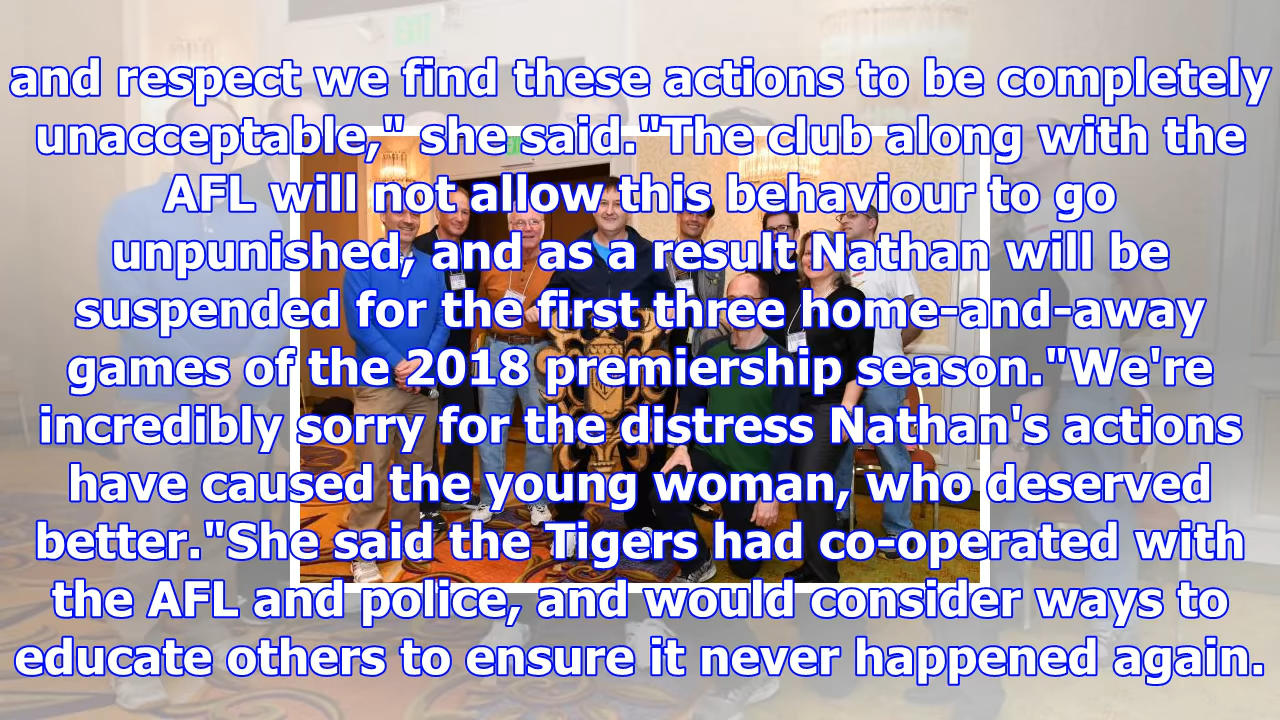 and respect we find these actions to be completely
unacceptable," she said."The club along with the
AFL will not allow this behaviour to go
unpunished, and as a result Nathan will be
suspended for the first three home-and-away
games of the 2018 premiership season."We're
incredibly sorry for the distress Nathan's actions
have caused the young woman, who deserved
better."She said the Tigers had co-operated with
the AFL and police, and would consider ways to
educate others to ensure it never happened again.